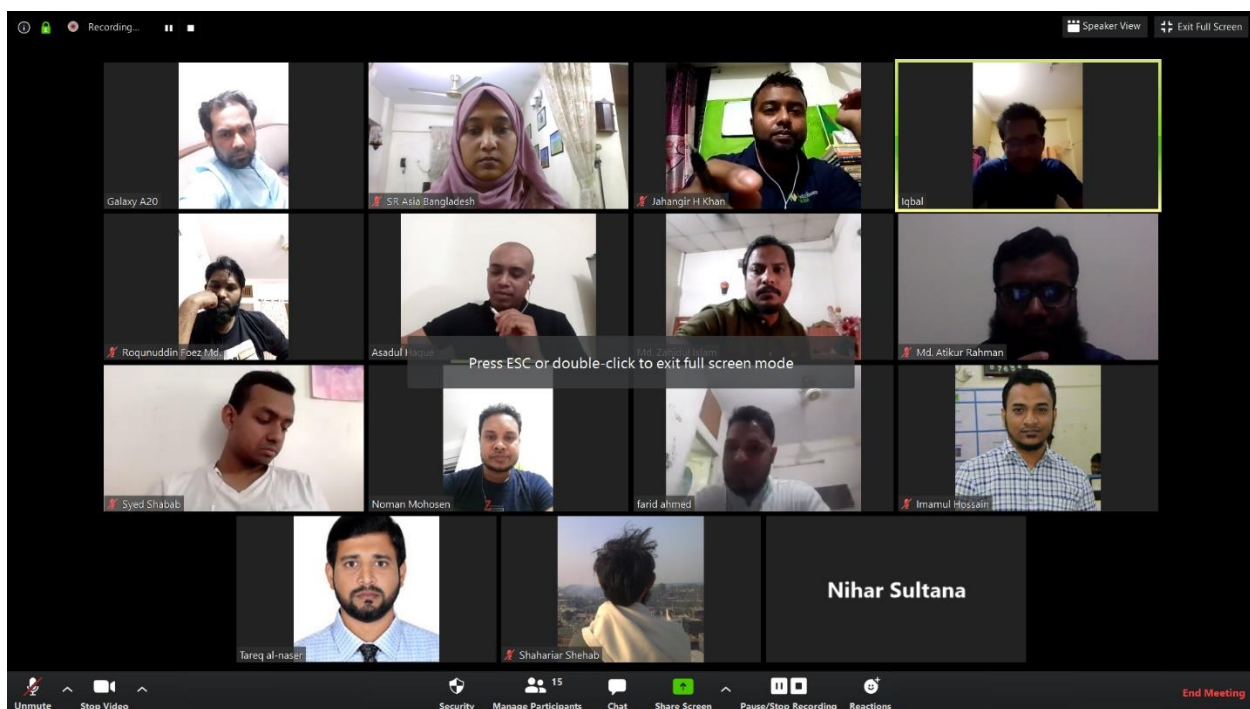 Recording...
Speaker View
Exit Full Screen
Galaxy A20
SR Asia Bangladesh
Jahangir H Khan
Iqbal
Roqunuddin Foez Md.
Asadul Haque
Md. Zahidul Islam
Md. Atikur Rahman
Press ESC or double-click to exit full screen mode
Syed Shabab
Noman Mohosen
farid ahmed
Imamul Hossain
Tareq al-naser
Shahariar Shehab
Nihar Sultana
Unmute
Stop Video
Security
Manage Participants
15
Chat
Share Screen
Pause/Stop Recording
Reactions
End Meeting